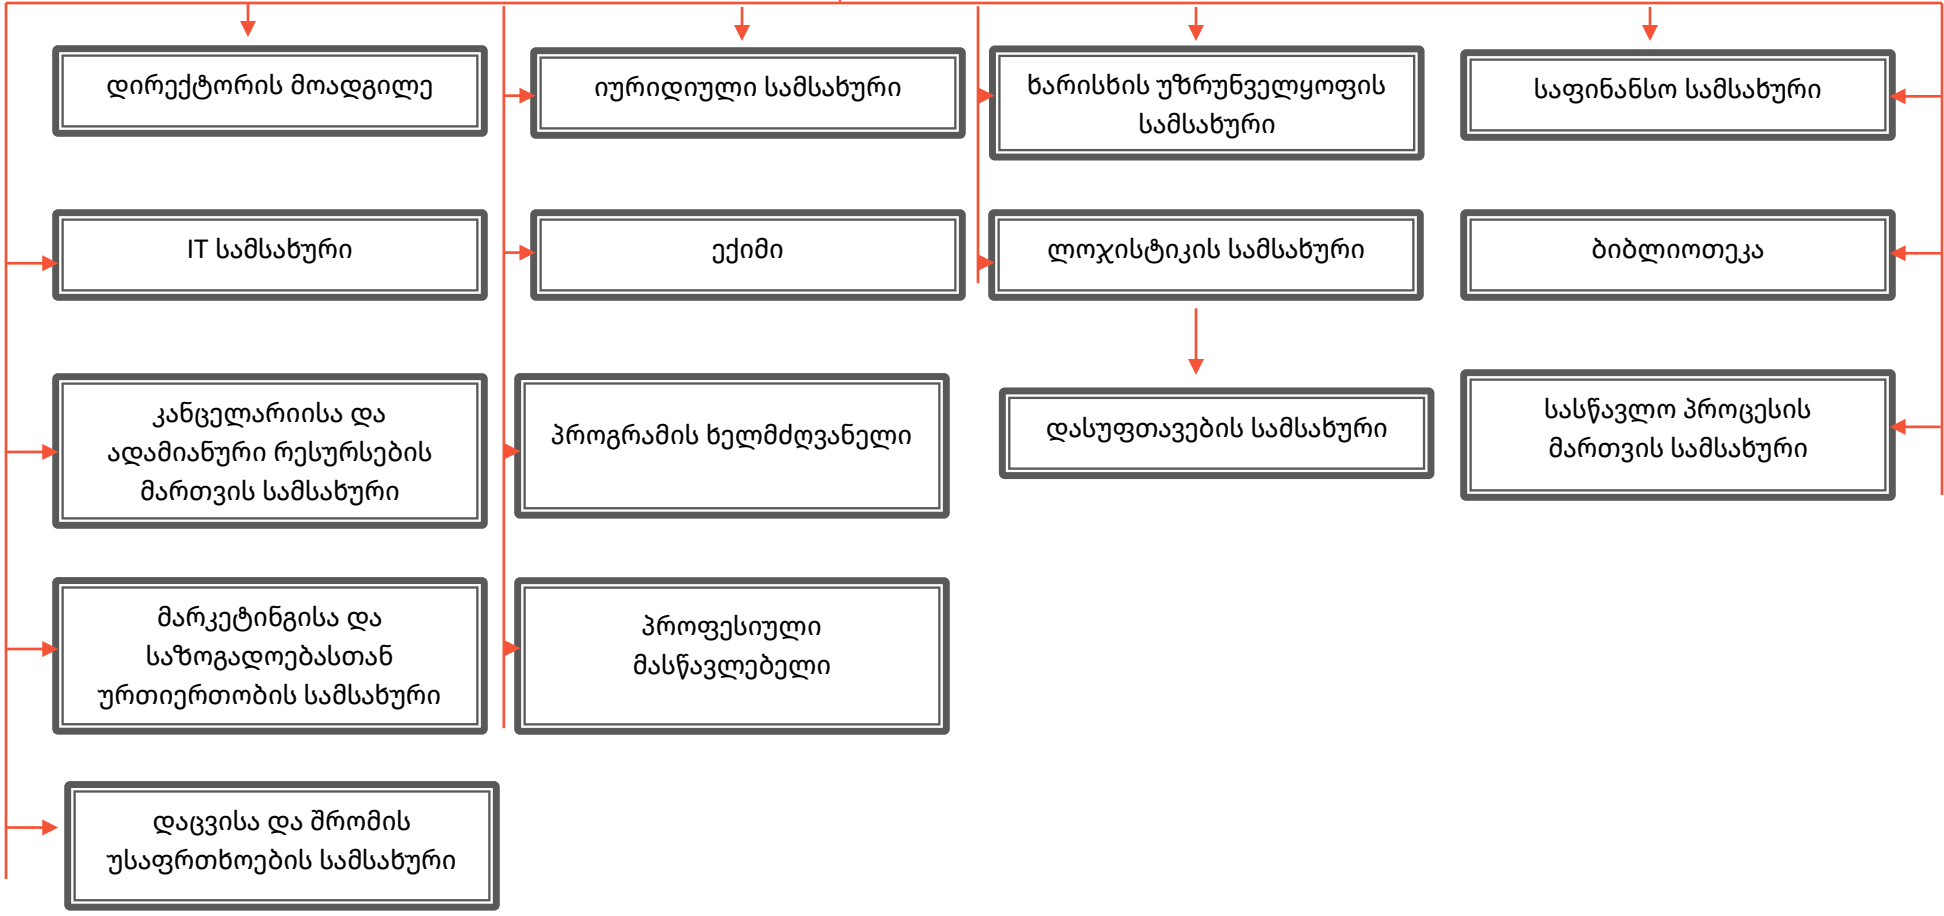 დირექტორის მოადგილე
იურიდიული სამსახური
ხარისხის უზრუნველყოფის
სამსახური
საფინანსო სამსახური
IT სამსახური
ექიმი
ლოჯისტიკის სამსახური
ბიბლიოთეკა
კანცელარიისა და
ადამიანური რესურსების
მართვის სამსახური
პროგრამის ხელმძღვანელი
დასუფთავების სამსახური
სასწავლო პროცესის
მართვის სამსახური
მარკეტინგისა და
საზოგადოებასთან
ურთიერთობის სამსახური
პროფესიული
მასწავლებელი
დაცვისა და შრომის
უსაფრთხოების სამსახური